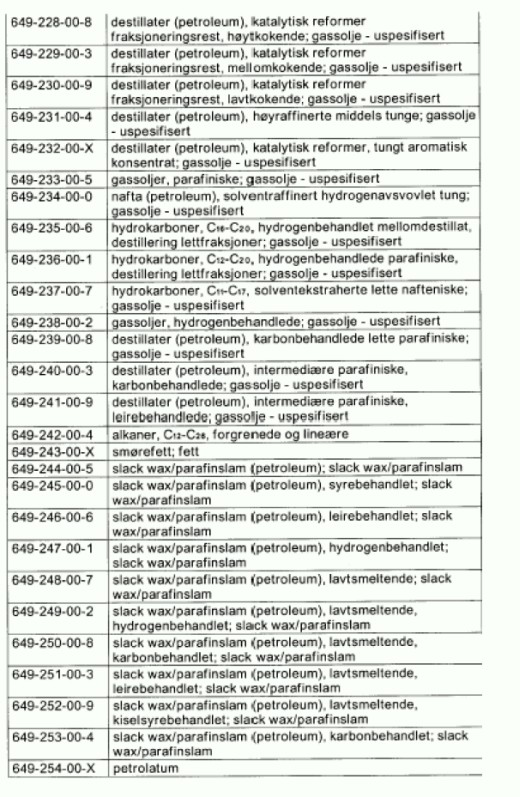 649-228-00-8 destillater (petroleum), katalytisk reformer
fraksjoneringsrest, høytkokende; gassolje - uspesifisert
649-229-00-3 destillater (petroleum), katalytisk reformer
fraksjoneringsrest, mellomkokende; gassolje - uspesifisert
649-230-00-9 destillater (petroleum), katalytisk reformer
fraksjoneringsrest, lavtkokende; gassolje - uspesifisert
649-231-00-4 destillater (petroleum), høyraffinerte middels tunge; gassolje
- uspesifisert
649-232-00-X destillater (petroleum), katalytisk reformer, tungt aromatisk
konsentrat; gassolje - uspesifisert
649-233-00-5 gassoljer, parafiniske; gassolje - uspesifisert
649-234-00-0 nafta (petroleum), solventraffinert hydrogenavsvovlet tung;
gassolje - uspesifisert
649-235-00-6 hydrokarboner, C₁₆-C₂₀, hydrogenbehandlet mellomdestillat,
destillering lettfraksjoner; gassolje - uspesifisert
649-236-00-1 hydrokarboner, C₁₂-C₂₀, hydrogenbehandlede parafiniske,
destillering lettfraksjoner; gassolje - uspesifisert
649-237-00-7 hydrokarboner, C₁₁-C₁₇, solventekstraherte lette nafteniske;
gassolje - uspesifisert
649-238-00-2 gassoljer, hydrogenbehandlede; gassolje - uspesifisert
649-239-00-8 destillater (petroleum), karbonbehandlede lette parafiniske;
gassolje - uspesifisert
649-240-00-3 destillater (petroleum), intermediære parafiniske,
karbonbehandlede; gassolje - uspesifisert
649-241-00-9 destillater (petroleum), intermediære parafiniske,
leirebehandlede; gassolje - uspesifisert
649-242-00-4 alkaner, C₁₂-C₂₆, forgrenede og lineære
649-243-00-X smørefett; fett
649-244-00-5 slack wax/parafinslam (petroleum); slack wax/parafinslam
649-245-00-0 slack wax/parafinslam (petroleum), syrebehandlet; slack
wax/parafinslam
649-246-00-6 slack wax/parafinslam (petroleum), leirebehandlet; slack
wax/parafinslam
649-247-00-1 slack wax/parafinslam (petroleum), hydrogenbehandlet;
slack wax/parafinslam
649-248-00-7 slack wax/parafinslam (petroleum), lavtsmeltende; slack
wax/parafinslam
649-249-00-2 slack wax/parafinslam (petroleum), lavtsmeltende,
hydrogenbehandlet; slack wax/parafinslam
649-250-00-8 slack wax/parafinslam (petroleum), lavtsmeltende,
karbonbehandlet; slack wax/parafinslam
649-251-00-3 slack wax/parafinslam (petroleum), lavtsmeltende,
leirebehandlet; slack wax/parafinslam
649-252-00-9 slack wax/parafinslam (petroleum), lavtsmeltende,
kiselsyrebehandlet; slack wax/parafinslam
649-253-00-4 slack wax/parafinslam (petroleum), karbonbehandlet; slack
wax/parafinslam
649-254-00-X petrolatum